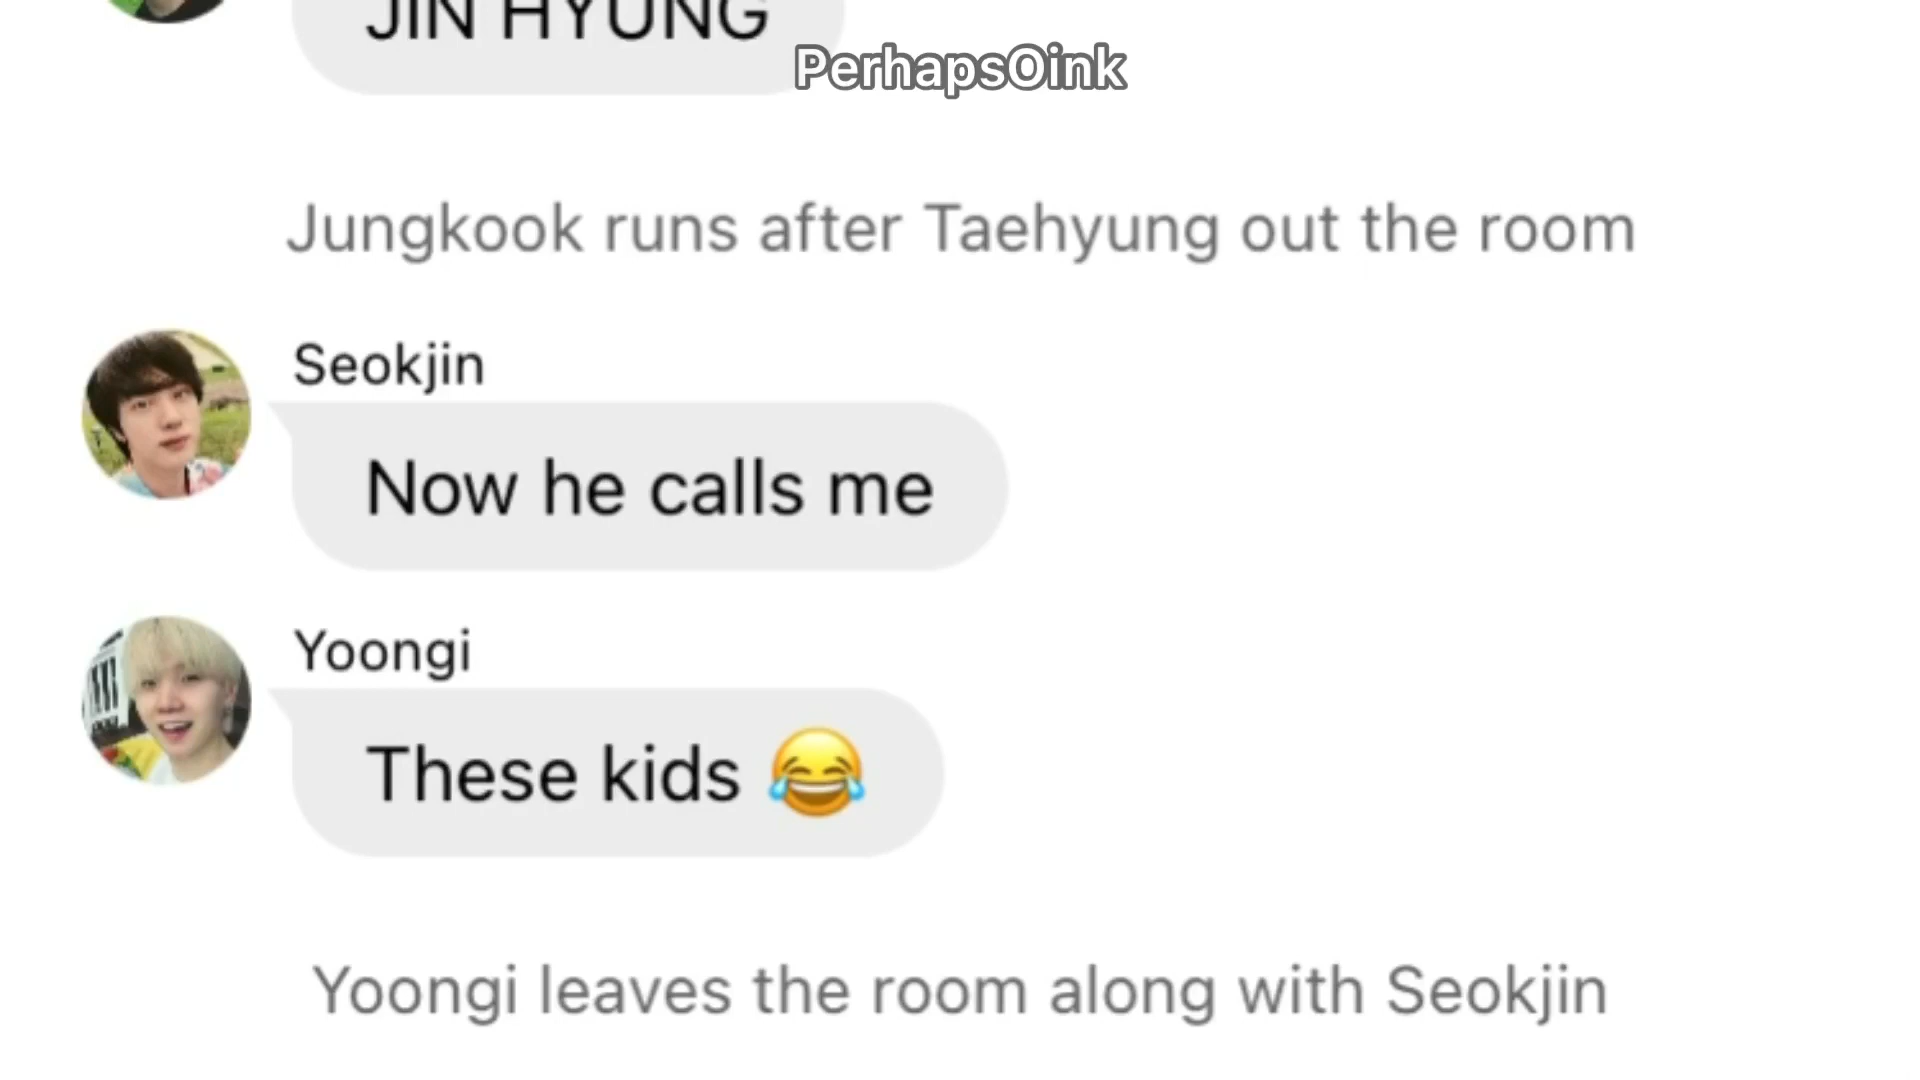 JIN HYUNG
PerhapsOink
Jungkook runs after Taehyung out the room
Seokjin
Now he calls me
Yoongi
These kids 😂
Yoongi leaves the room along with Seokjin